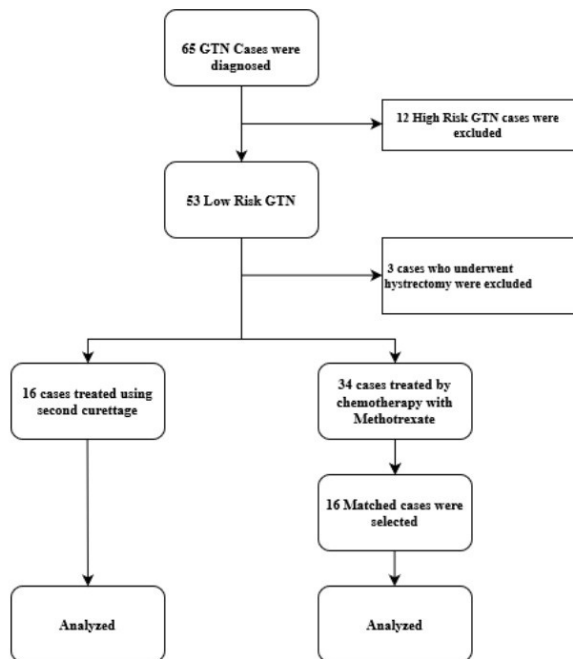 65 GTN Cases were
diagnosed
12 High Risk GTN cases were
excluded
53 Low Risk GTN
3 cases who underwent
hystrectomy were excluded
16 cases treated using
second curettage
34 cases treated by
chemotherapy with
Methotrexate
16 Matched cases were
selected
Analyzed
Analyzed